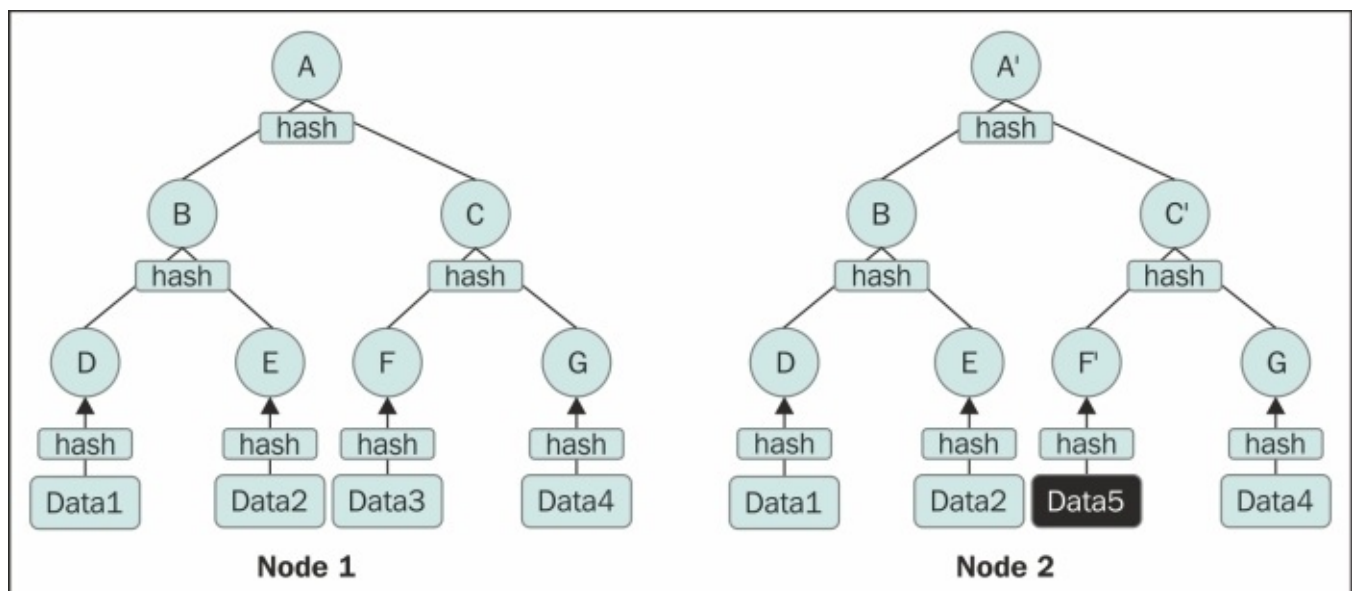 A A'
hash hash
B C B C'
hash hash hash hash
D E F G D E F' G
hash hash hash hash hash hash hash hash
Data1 Data2 Data3 Data4 Data1 Data2 Data5 Data4
Node 1 Node 2